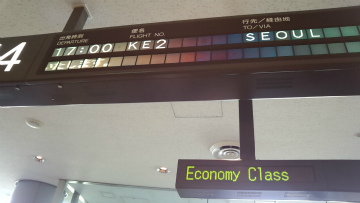 4
出発時刻 便名 行先／経由地
DEPARTURE FLIGHT NO. TO/VIA
17:00 KE2 SEOUL
Economy Class